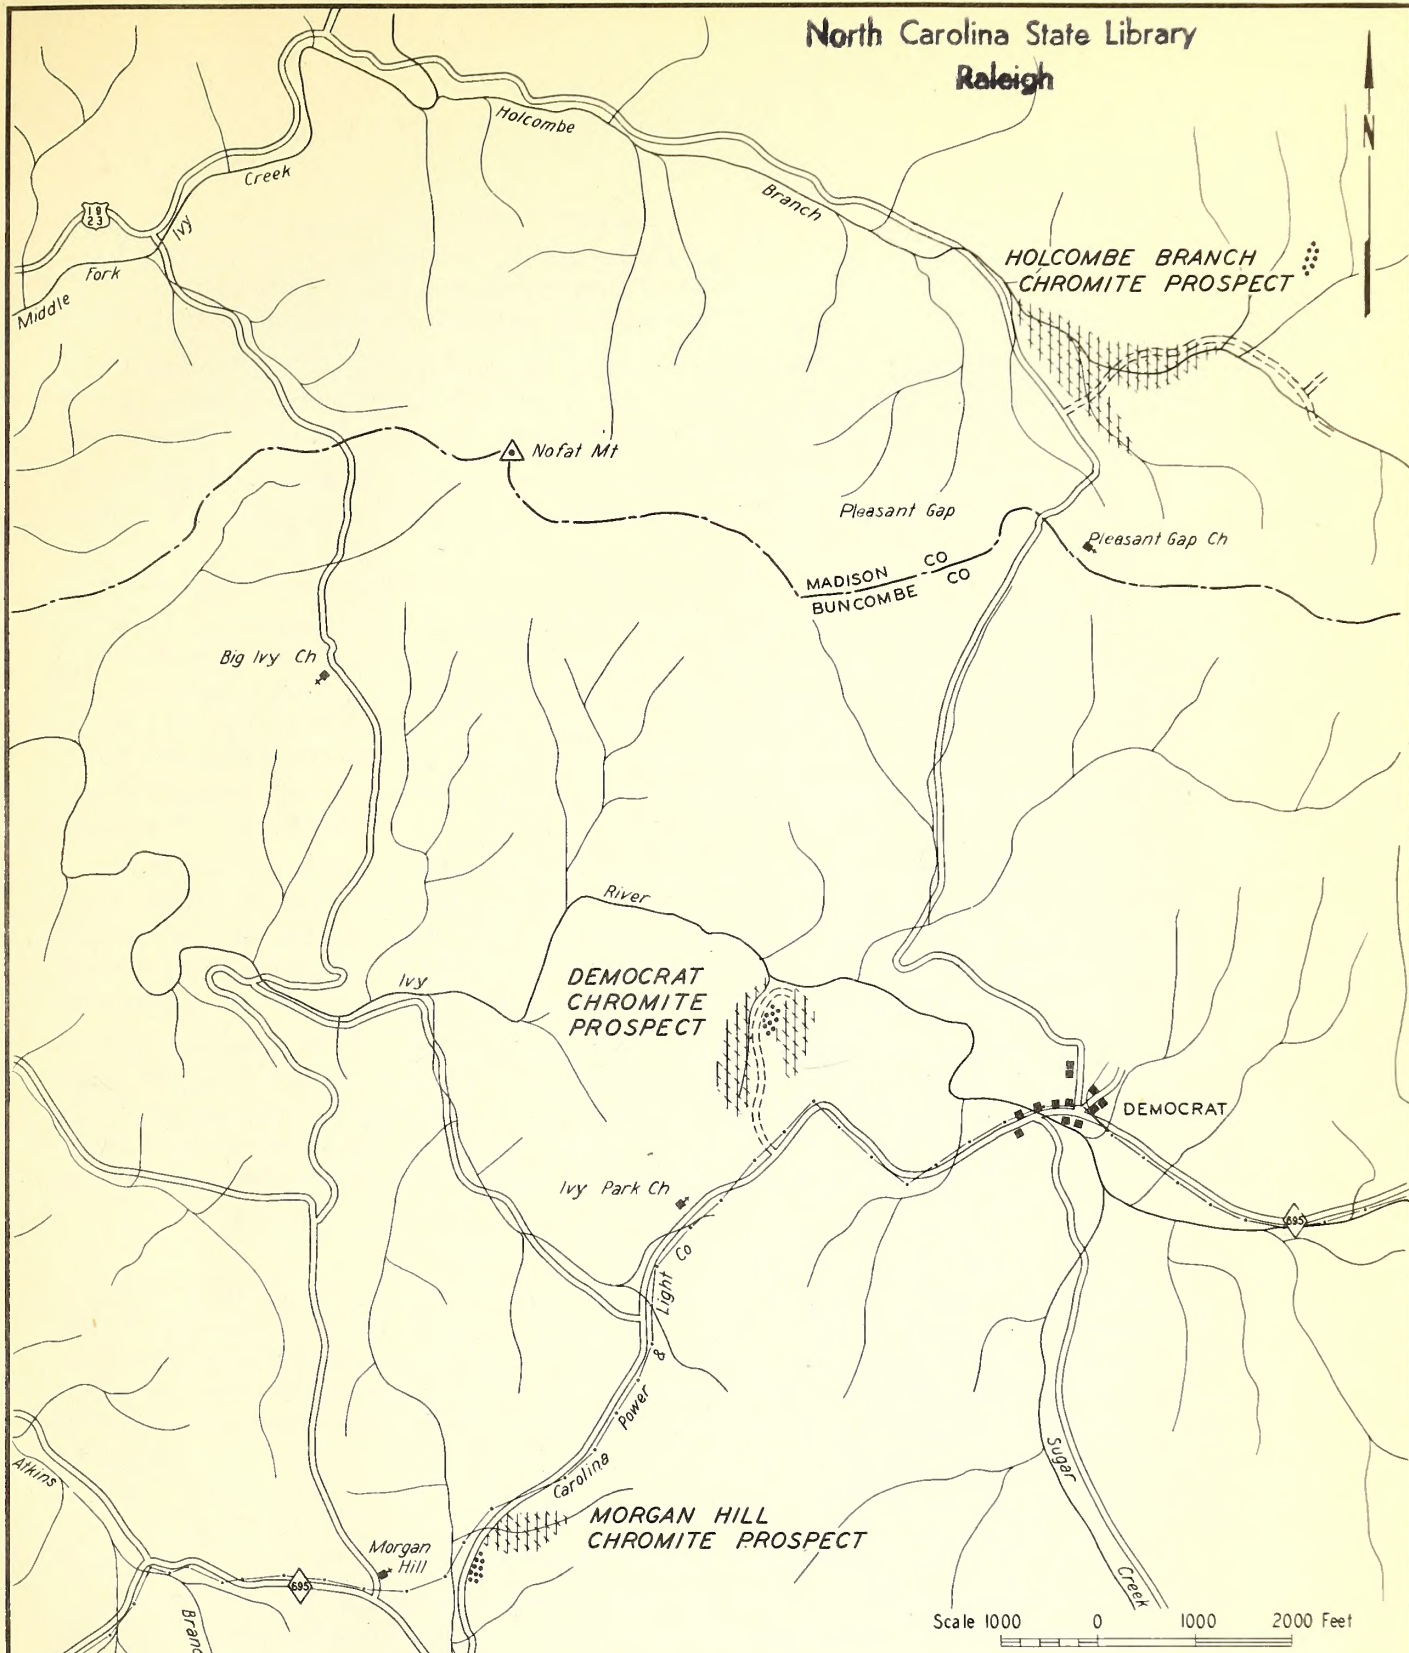 North Carolina State Library
Raleigh
N
Holcombe
Branch
Creek
Ivy
19
23
Fork
Middle
HOLCOMBE BRANCH
CHROMITE PROSPECT
Nofat Mt
Pleasant Gap
Pleasant Gap Ch
MADISON CO
BUNCOMBE CO
Big Ivy Ch
River
Ivy
DEMOCRAT
CHROMITE
PROSPECT
DEMOCRAT
Ivy Park Ch
695
Carolina Power & Light Co
Sugar
Creek
Atkins
Branc
MORGAN HILL
CHROMITE PROSPECT
Morgan
Hill
695
Scale 1000 0 1000 2000 Feet